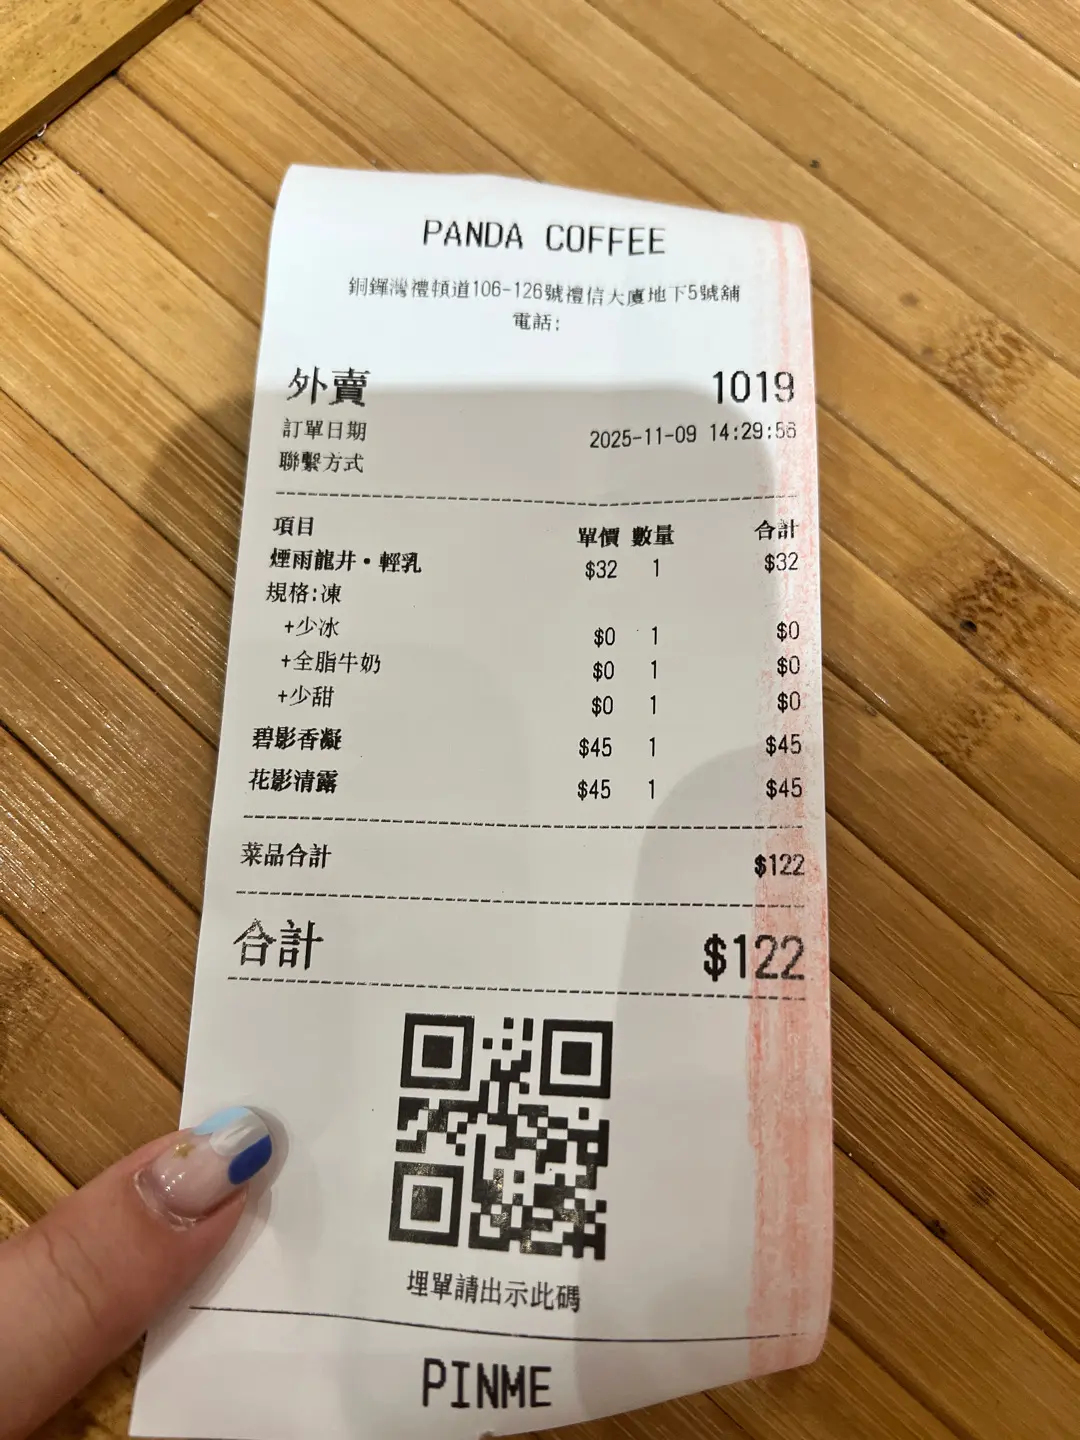 PANDA COFFEE
銅鑼灣禮頓道106-126號禮信大廈地下5號舖
電話:
外賣 1019
訂單日期 2025-11-09 14:29:56
聯繫方式
項目 單價 數量 合計
煙雨龍井·輕乳 $32 1 $32
規格:凍
+少冰 $0 1 $0
+全脂牛奶 $0 1 $0
+少甜 $0 1 $0
碧影香凝 $45 1 $45
花影清露 $45 1 $45
菜品合計 $122
合計 $122
埋單請出示此碼
PINME